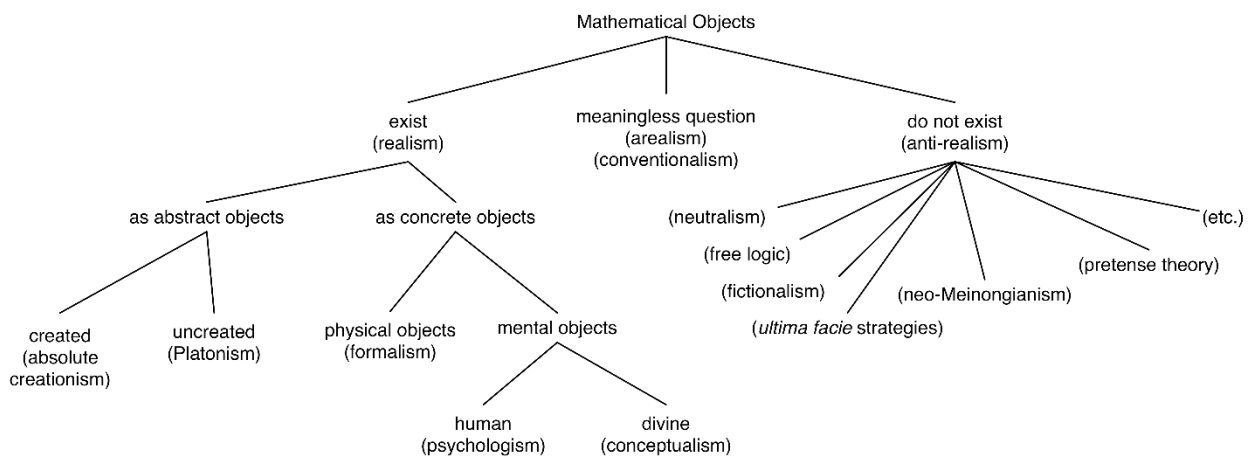 Mathematical Objects
exist
(realism)
meaningless question
(arealism)
(conventionalism)
do not exist
(anti-realism)
as abstract objects
as concrete objects
(neutralism)
(free logic)
(fictionalism)
(ultima facie strategies)
(neo-Meinongianism)
(pretense theory)
(etc.)
created
(absolute
creationism)
uncreated
(Platonism)
physical objects
(formalism)
mental objects
human
(psychologism)
divine
(conceptualism)